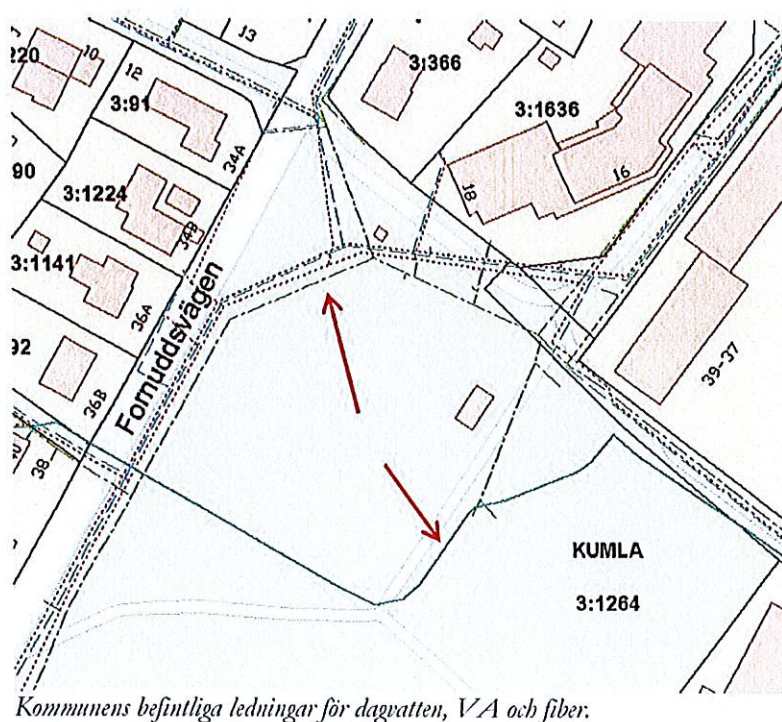 13
3:366
10
220
12
3:91
3:1636
34A
16
90
18
3:1224
34B
3:1141
36A
Fornuddsvägen
92
39-37
36B
38
KUMLA
3:1264
Kommunens befintliga ledningar för dagvatten, VA och fiber.